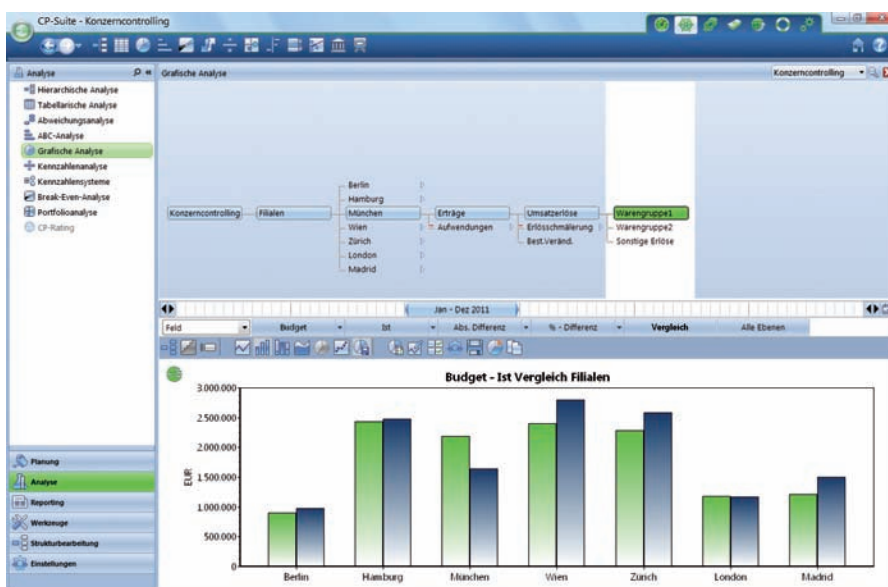 CP-Suite - Konzerncontrolling
Analyse
Grafische Analyse
Konzerncontrolling
Hierarchische Analyse
Tabellarische Analyse
Abweichungsanalyse
ABC-Analyse
Grafische Analyse
Kennzahlenanalyse
Kennzahlensysteme
Break-Even-Analyse
Portfolioanalyse
CP-Rating
Berlin
Hamburg
Konzerncontrolling Filialen München Erträge Umsatzerlöse Warengruppe1
Wien Aufwendungen Erlösschmälerung Warengruppe2
Zürich Best.Veränd. Sonstige Erlöse
London
Madrid
Jan - Dez 2011
Feld Budget Ist Abs. Differenz % - Differenz Vergleich Alle Ebenen
Budget - Ist Vergleich Filialen
3.000.000
2.500.000
2.000.000
1.500.000
1.000.000
500.000
0
EUR
Berlin Hamburg München Wien Zürich London Madrid
Planung
Analyse
Reporting
Werkzeuge
Strukturbearbeitung
Einstellungen